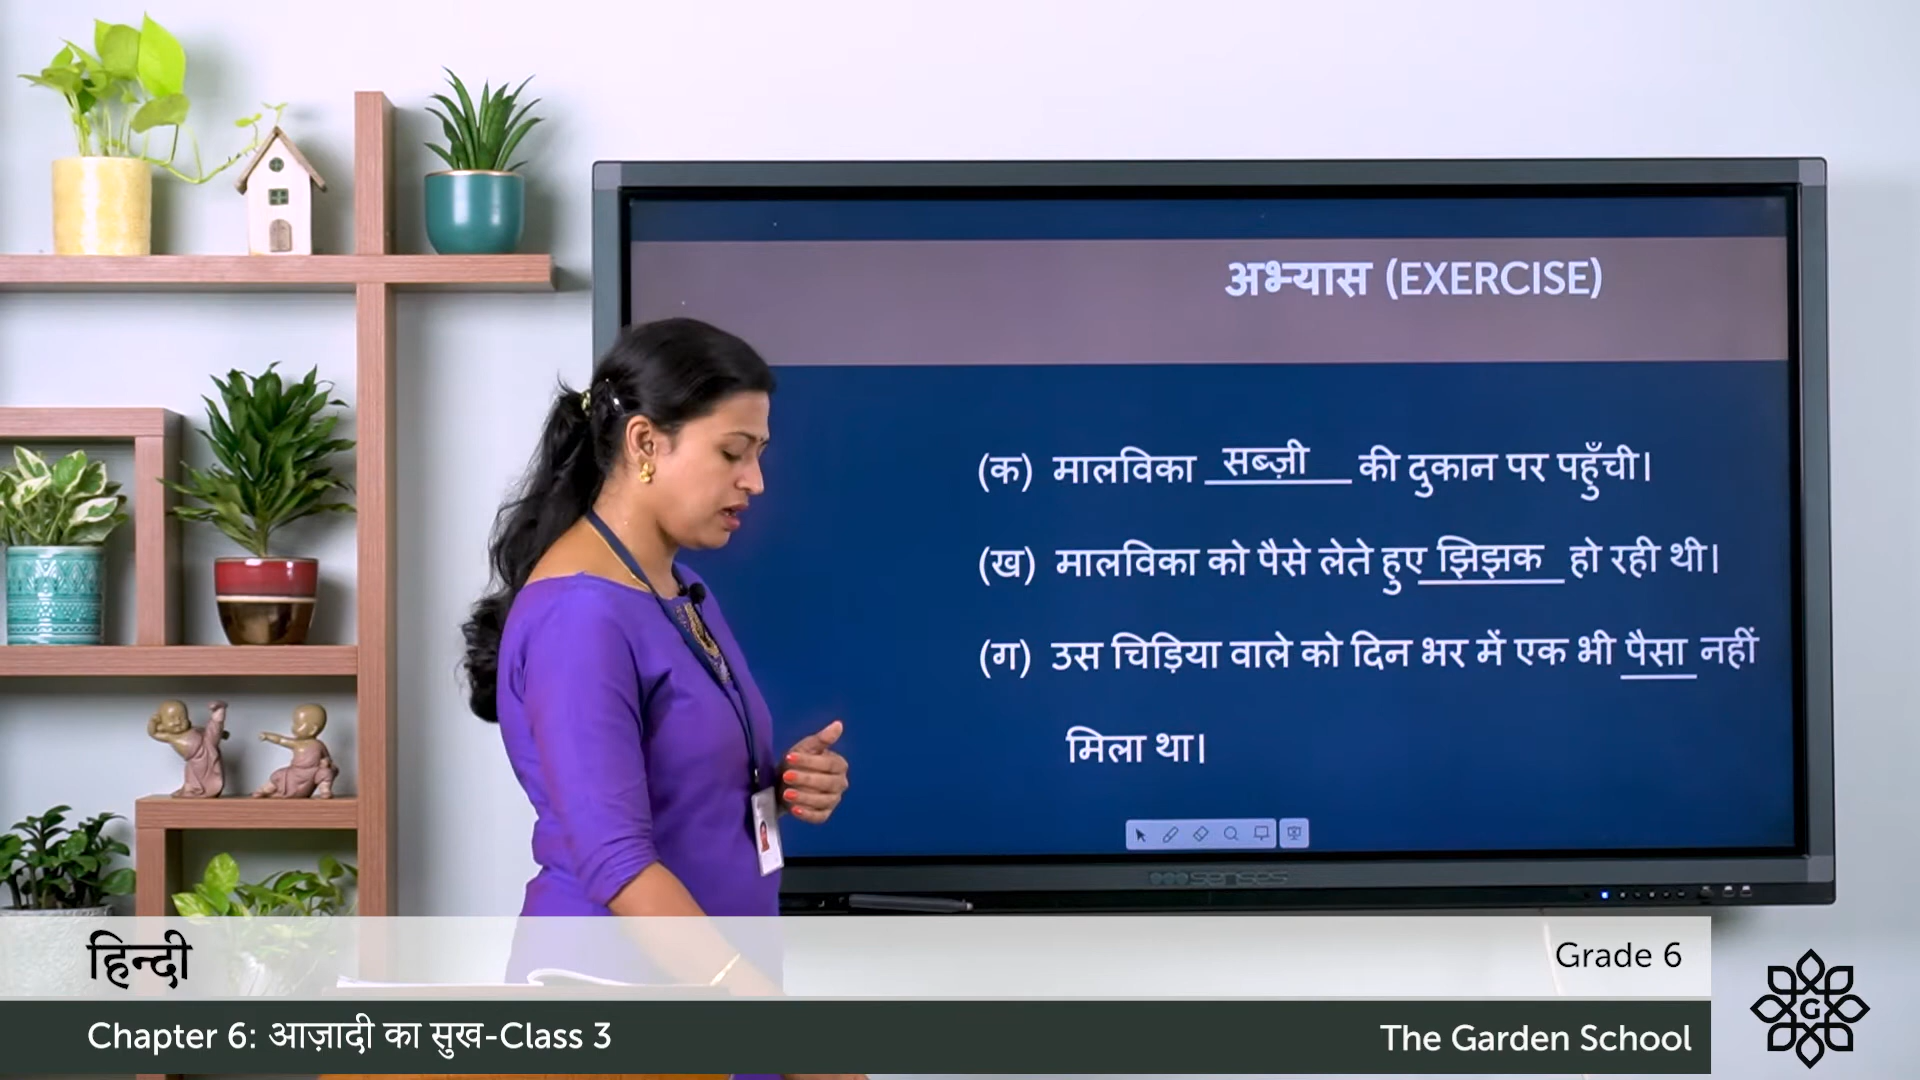 अभ्यास (EXERCISE)
(क) मालविका सब्ज़ी की दुकान पर पहुँची।
(ख) मालविका को पैसे लेते हुए झिझक हो रही थी।
(ग) उस चिड़िया वाले को दिन भर में एक भी पैसा नहीं
मिला था।
senses
हिन्दी
Grade 6
Chapter 6: आज़ादी का सुख-Class 3
The Garden School
G